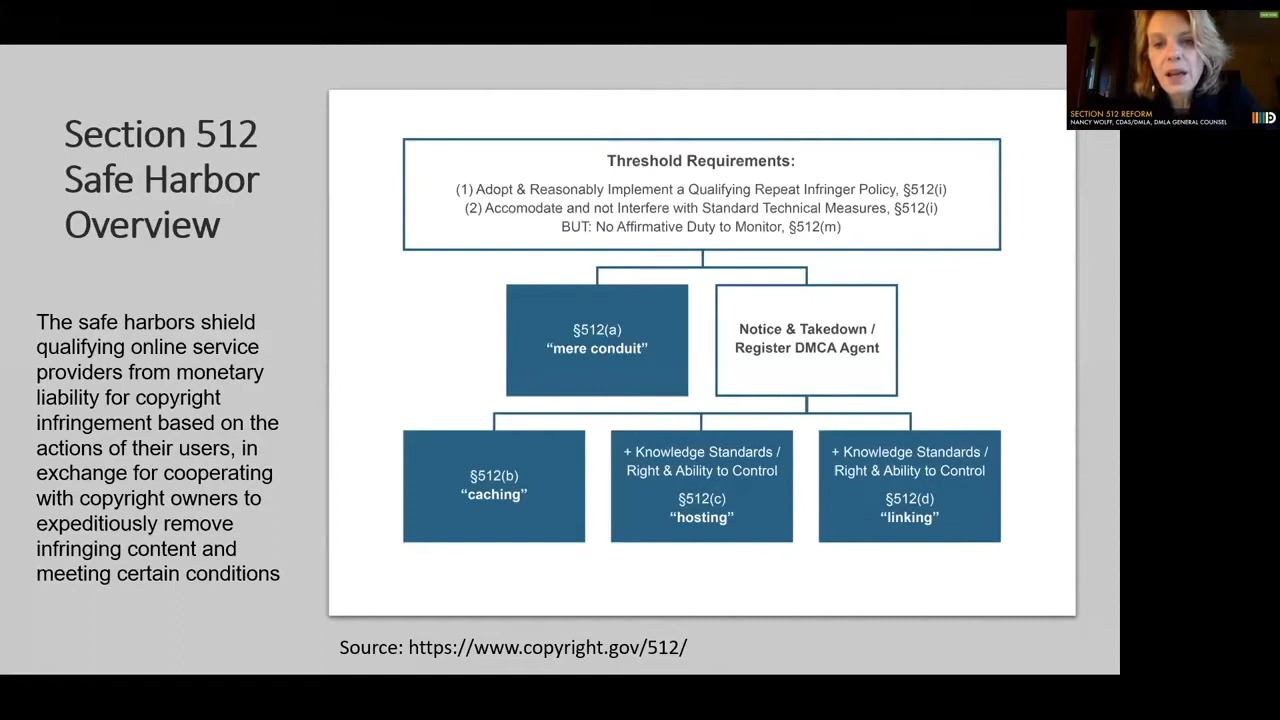 Section 512
Safe Harbor
Overview
The safe harbors shield
qualifying online service
providers from monetary
liability for copyright
infringement based on the
actions of their users, in
exchange for cooperating
with copyright owners to
expeditiously remove
infringing content and
meeting certain conditions
Threshold Requirements:
(1) Adopt & Reasonably Implement a Qualifying Repeat Infringer Policy, §512(i)
(2) Accomodate and not Interfere with Standard Technical Measures, §512(i)
BUT: No Affirmative Duty to Monitor, §512(m)
§512(a)
“mere conduit”
Notice & Takedown /
Register DMCA Agent
§512(b)
“caching”
+ Knowledge Standards /
Right & Ability to Control
§512(c)
“hosting”
+ Knowledge Standards /
Right & Ability to Control
§512(d)
“linking”
Source: https://www.copyright.gov/512/
SECTION 512 REFORM
NANCY WOLFF, CDAS/DMLA, DMLA GENERAL COUNSEL